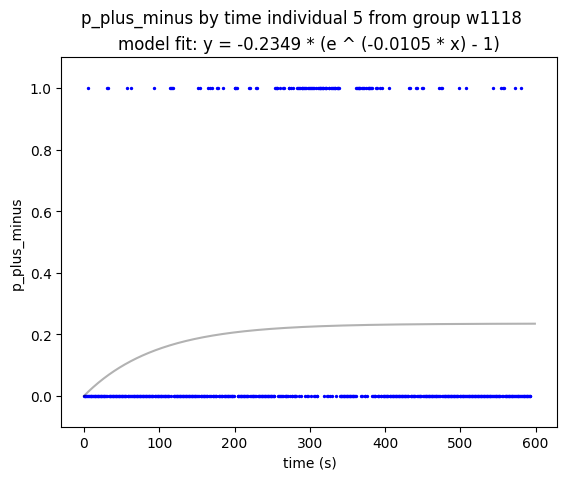 p_plus_minus by time individual 5 from group w1118
model fit: y = -0.2349 * (e ^ (-0.0105 * x) - 1)
1.0
0.8
0.6
0.4
0.2
0.0
p_plus_minus
0 100 200 300 400 500 600
time (s)